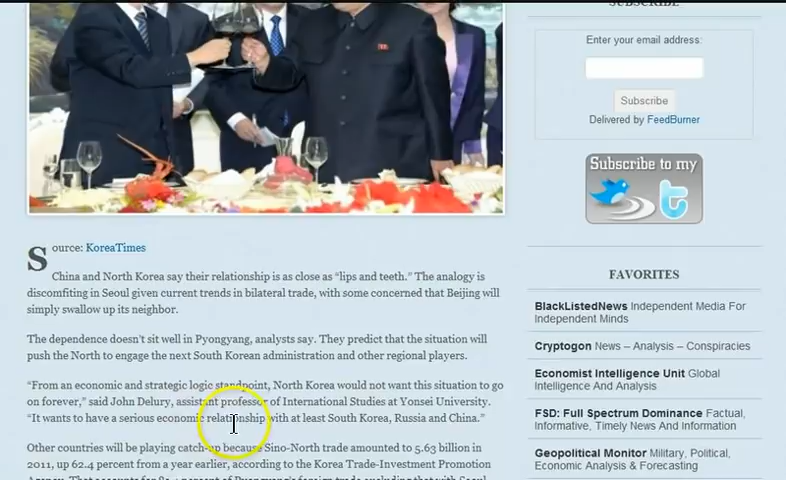 SUBSCRIBE
Enter your email address:
Subscribe
Delivered by FeedBurner
Subscribe to my
t
Source: KoreaTimes
China and North Korea say their relationship is as close as “lips and teeth.” The analogy is
discomfiting in Seoul given current trends in bilateral trade, with some concerned that Beijing will
simply swallow up its neighbor.
The dependence doesn’t sit well in Pyongyang, analysts say. They predict that the situation will
push the North to engage the next South Korean administration and other regional players.
“From an economic and strategic logic standpoint, North Korea would not want this situation to go
on forever,” said John Delury, assistant professor of International Studies at Yonsei University.
“It wants to have a serious economic relationship with at least South Korea, Russia and China.”
Other countries will be playing catch-up because Sino-North trade amounted to 5.63 billion in
2011, up 62.4 percent from a year earlier, according to the Korea Trade-Investment Promotion
FAVORITES
BlackListedNews Independent Media For
Independent Minds
Cryptogon News – Analysis – Conspiracies
Economist Intelligence Unit Global
Intelligence And Analysis
FSD: Full Spectrum Dominance Factual,
Informative, Timely News And Information
Geopolitical Monitor Military, Political,
Economic Analysis & Forecasting